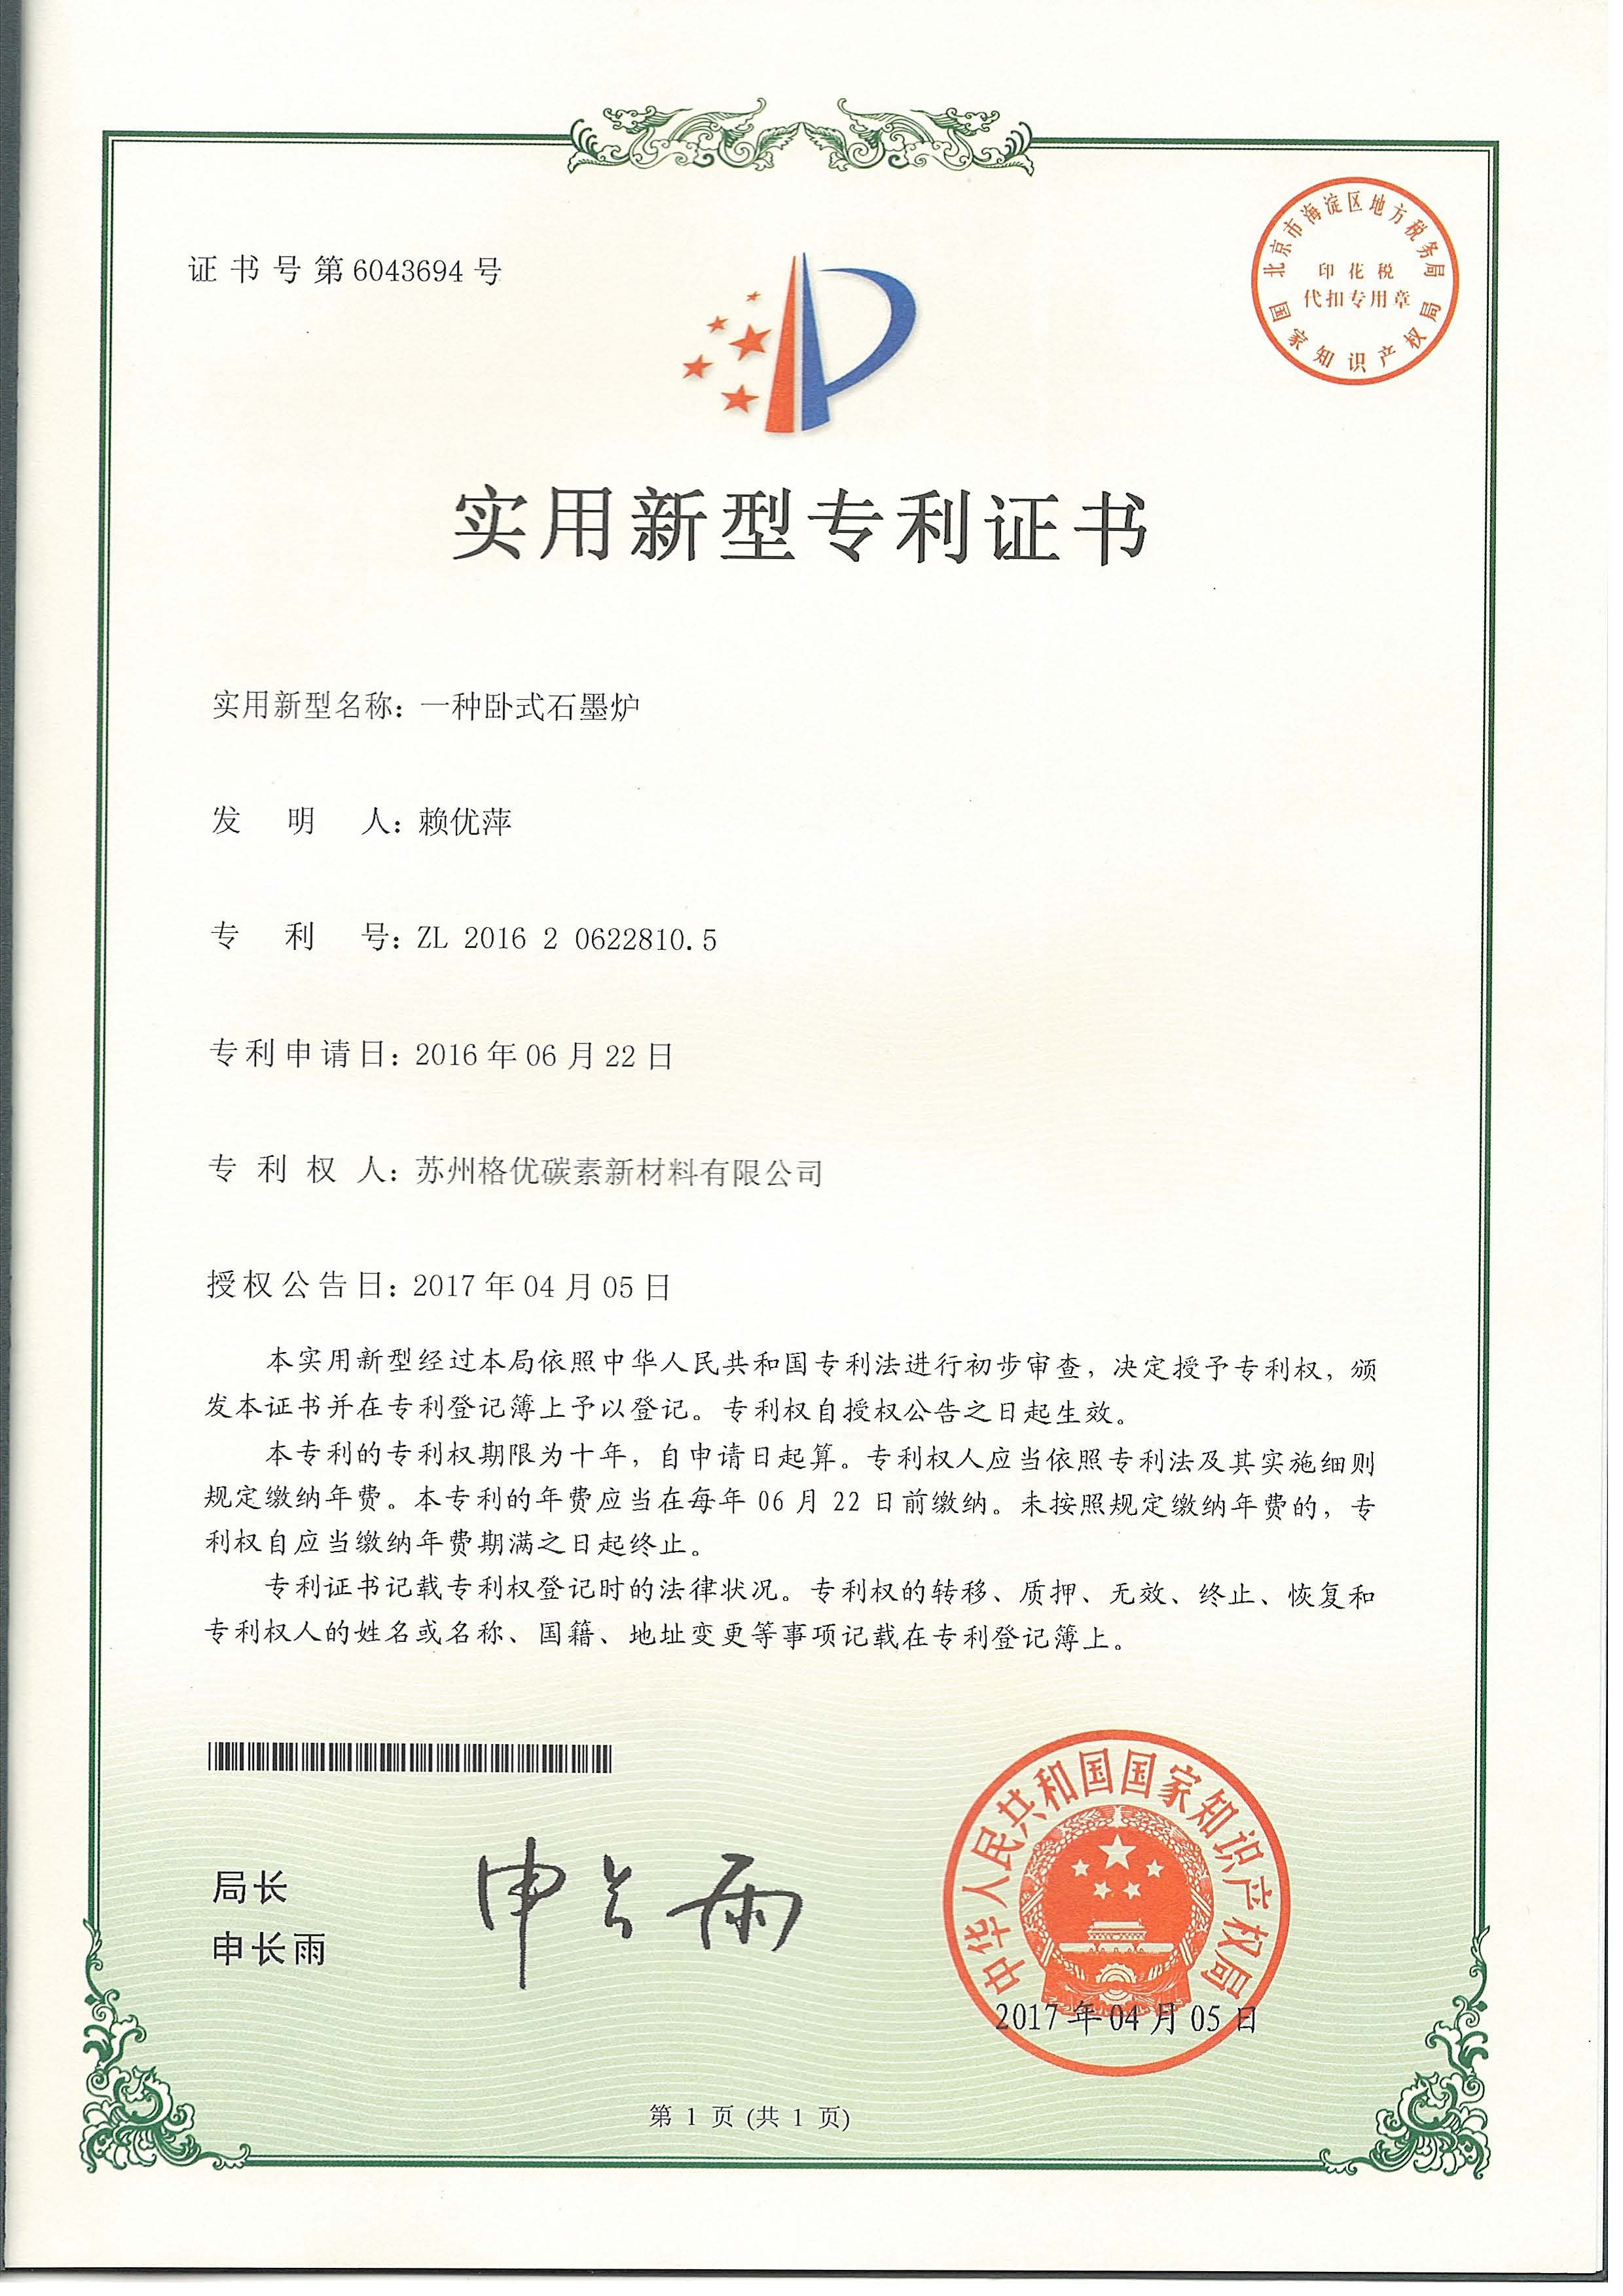 证书号第6043694号
北京市海淀区地方税务局
印花税
代扣专用章
国家知识产权局
实用新型专利证书
实用新型名称：一种卧式石墨炉
发明人：赖优萍
专利号：ZL 2016 2 0622810.5
专利申请日：2016年06月22日
专利权人：苏州格优碳素新材料有限公司
授权公告日：2017年04月05日
本实用新型经过本局依照中华人民共和国专利法进行初步审查，决定授予专利权，颁
发本证书并在专利登记簿上予以登记。专利权自授权公告之日起生效。
本专利的专利权期限为十年，自申请日起算。专利权人应当依照专利法及其实施细则
规定缴纳年费。本专利的年费应当在每年06月22日前缴纳。未按照规定缴纳年费的，专
利权自应当缴纳年费期满之日起终止。
专利证书记载专利权登记时的法律状况。专利权的转移、质押、无效、终止、恢复和
专利权人的姓名或名称、国籍、地址变更等事项记载在专利登记簿上。
局长
申长雨
申长雨
中华人民共和国国家知识产权局
2017年04月05日
第 1 页 (共 1 页)